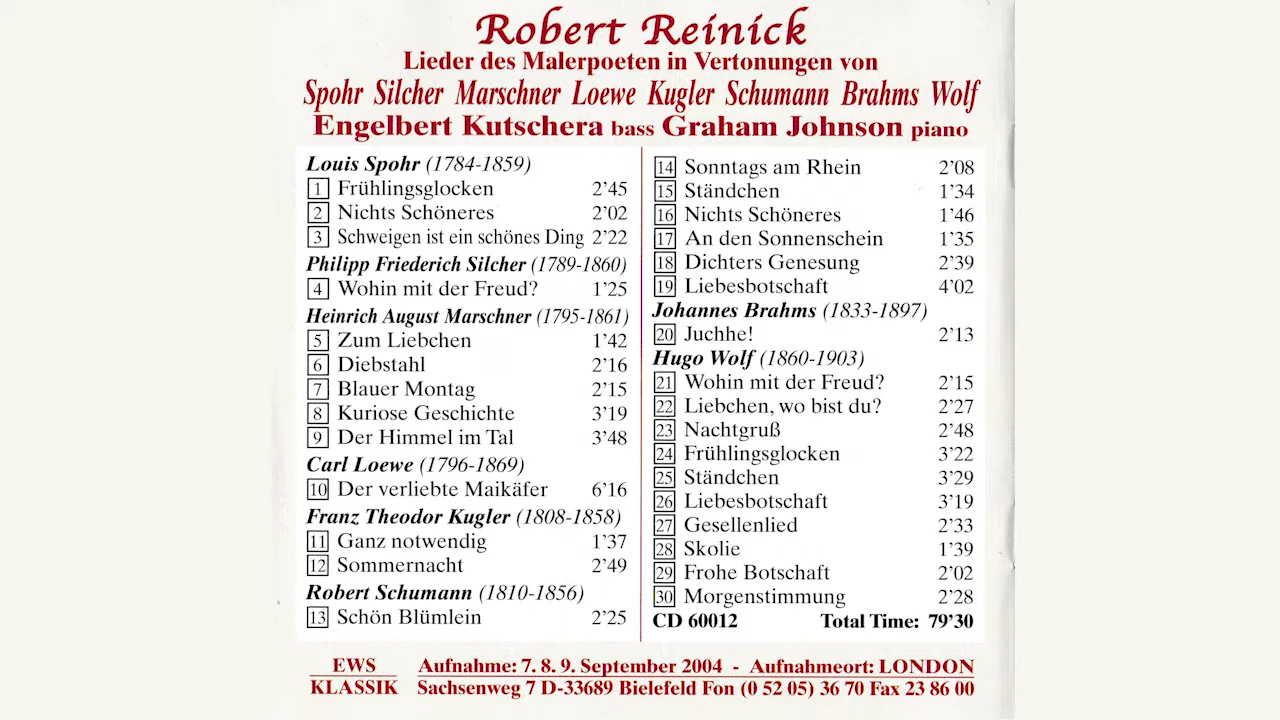 Robert Reinick
Lieder des Malerpoeten in Vertonungen von
Spohr Silcher Marschner Loewe Kugler Schumann Brahms Wolf
Engelbert Kutschera bass Graham Johnson piano
Louis Spohr (1784-1859)
1 Frühlingsglocken 2’45
2 Nichts Schöneres 2’02
3 Schweigen ist ein schönes Ding 2’22
Philipp Friederich Silcher (1789-1860)
4 Wohin mit der Freud? 1’25
Heinrich August Marschner (1795-1861)
5 Zum Liebchen 1’42
6 Diebstahl 2’16
7 Blauer Montag 2’15
8 Kuriose Geschichte 3’19
9 Der Himmel im Tal 3’48
Carl Loewe (1796-1869)
10 Der verliebte Maikäfer 6’16
Franz Theodor Kugler (1808-1858)
11 Ganz notwendig 1’37
12 Sommernacht 2’49
Robert Schumann (1810-1856)
13 Schön Blümlein 2’25
14 Sonntags am Rhein 2’08
15 Ständchen 1’34
16 Nichts Schöneres 1’46
17 An den Sonnenschein 1’35
18 Dichters Genesung 2’39
19 Liebesbotschaft 4’02
Johannes Brahms (1833-1897)
20 Juchhe! 2’13
Hugo Wolf (1860-1903)
21 Wohin mit der Freud? 2’15
22 Liebchen, wo bist du? 2’27
23 Nachtgruß 2’48
24 Frühlingsglocken 3’22
25 Ständchen 3’29
26 Liebesbotschaft 3’19
27 Gesellenlied 2’33
28 Skolie 1’39
29 Frohe Botschaft 2’02
30 Morgenstimmung 2’28
CD 60012 Total Time: 79’30
EWS Aufnahme: 7. 8. 9. September 2004 - Aufnahmeort: LONDON
KLASSIK Sachsenweg 7 D-33689 Bielefeld Fon (0 52 05) 36 70 Fax 23 86 00